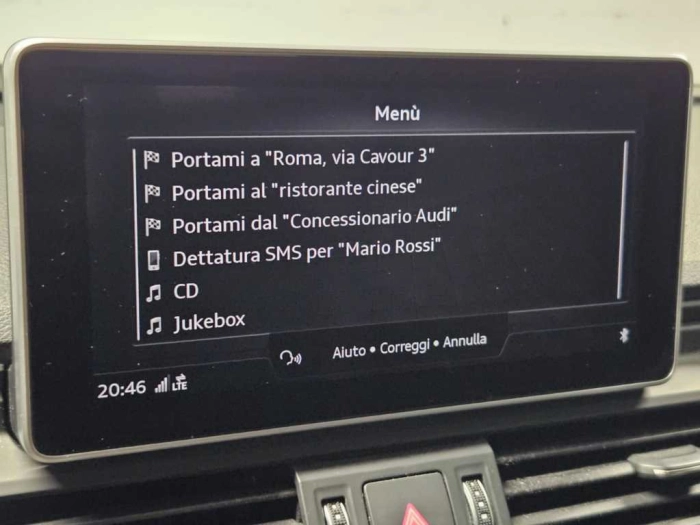 Menù
Portami a "Roma, via Cavour 3"
Portami al "ristorante cinese"
Portami dal "Concessionario Audi"
Dettatura SMS per "Mario Rossi"
CD
Jukebox
Aiuto • Correggi • Annulla
20:46 LTE